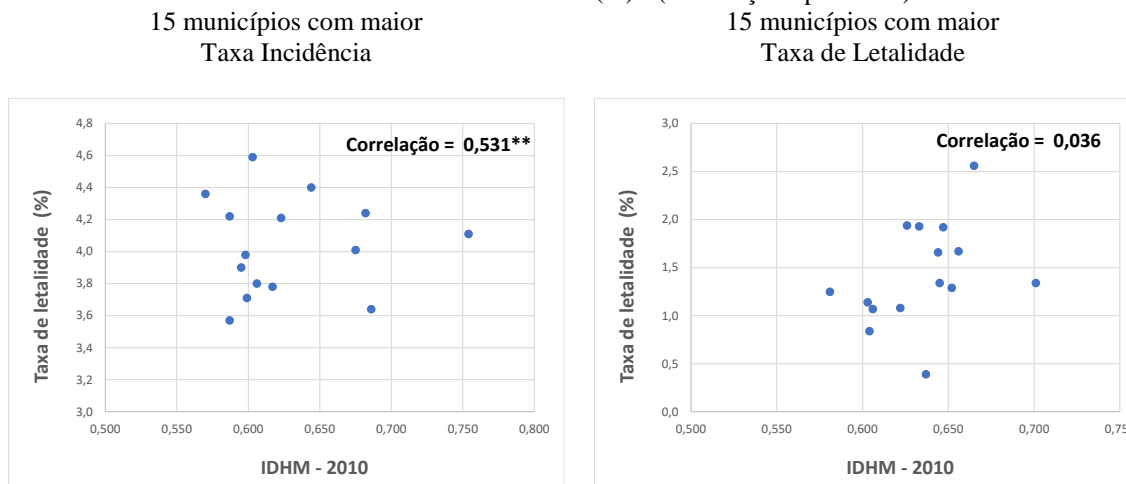 15 municípios com maior
Taxa Incidência
Correlação = 0,531**
Taxa de letalidade (%)
4,8
4,6
4,4
4,2
4,0
3,8
3,6
3,4
3,2
3,0
0,500 0,550 0,600 0,650 0,700 0,750 0,800
IDHM - 2010
15 municípios com maior
Taxa de Letalidade
Correlação = 0,036
Taxa de letalidade (%)
3,0
2,5
2,0
1,5
1,0
0,5
0,0
0,500 0,550 0,600 0,650 0,700
IDHM - 2010